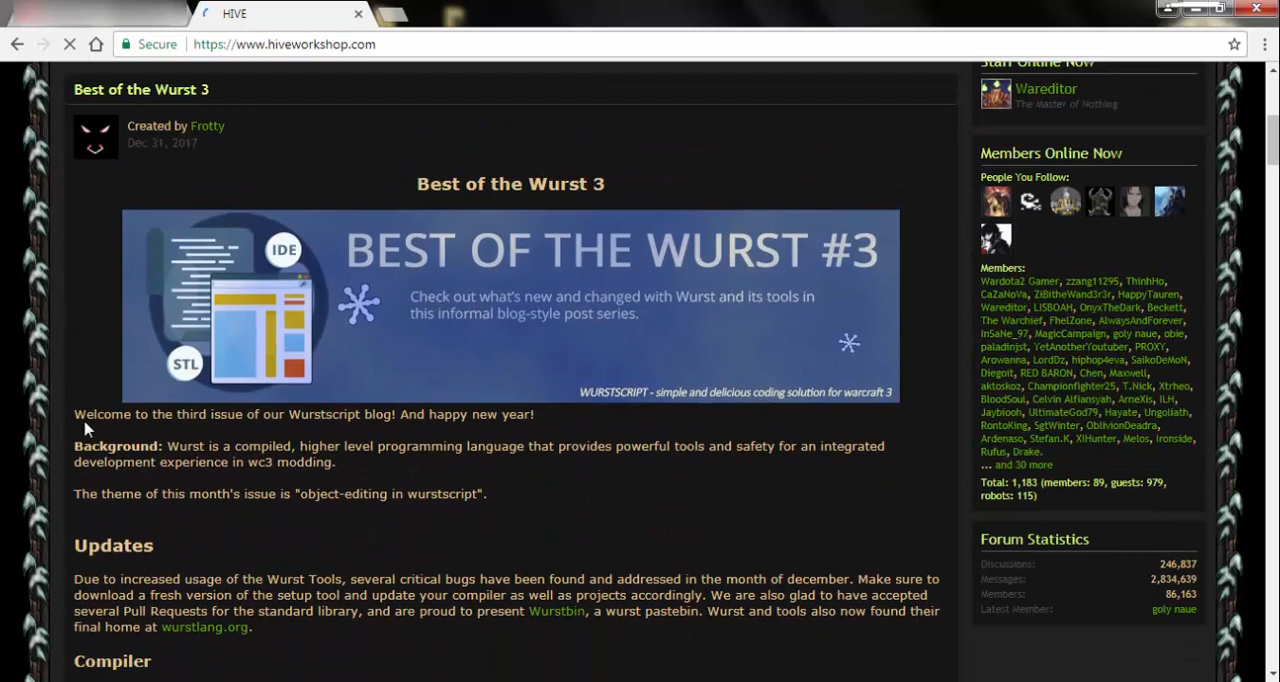 HIVE
Secure
https://www.hiveworkshop.com
Best of the Wurst 3
Created by Frotty
Dec 31, 2017
Best of the Wurst 3
IDE
STL
BEST OF THE WURST #3
Check out what's new and changed with Wurst and its tools in
this informal blog-style post series.
WURSTSCRIPT - simple and delicious coding solution for warcraft 3
Welcome to the third issue of our Wurstscript blog! And happy new year!
Background: Wurst is a compiled, higher level programming language that provides powerful tools and safety for an integrated
development experience in wc3 modding.
The theme of this month's issue is "object-editing in wurstscript".
Updates
Due to increased usage of the Wurst Tools, several critical bugs have been found and addressed in the month of december. Make sure to
download a fresh version of the setup tool and update your compiler as well as projects accordingly. We are also glad to have accepted
several Pull Requests for the standard library, and are proud to present Wurstbin, a wurst pastebin. Wurst and tools also now found their
final home at wurstlang.org.
Compiler
Staff Online Now
Wareditor
The Master of Nothing
Members Online Now
People You Follow:
Members:
Wardota2 Gamer, zzang11295, ThinhHo,
CaZaNoVa, ZiBitheWand3r3r, HappyTauren,
Wareditor, LISBOAH, OnyxTheDark, Beckett,
The Warchief, FhelZone, AlwaysAndForever,
InSaNe_97, MagicCampaign, goly naue, obie,
paladinjst, YetAnotherYoutuber, PROXY,
Arowanna, LordDz, hiphop4eva, SaikoDeMoN,
Diegoit, RED BARON, Chen, Maxwell,
aktoskoz, Championfighter25, T.Nick, Xtrheo,
BloodSoul, Celvin Alfiansyah, ArneXis, ILH,
Jaybiooh, UltimateGod79, Hayate, Ungoliath,
RontoKing, SgtWinter, OblivionDeadra,
Ardenaso, Stefan.K, XIHunter, Melos, Ironside,
Rufus, Drake.
... and 30 more
Total: 1,183 (members: 89, guests: 979,
robots: 115)
Forum Statistics
Discussions: 246,837
Messages: 2,834,639
Members: 86,163
Latest Member: goly naue